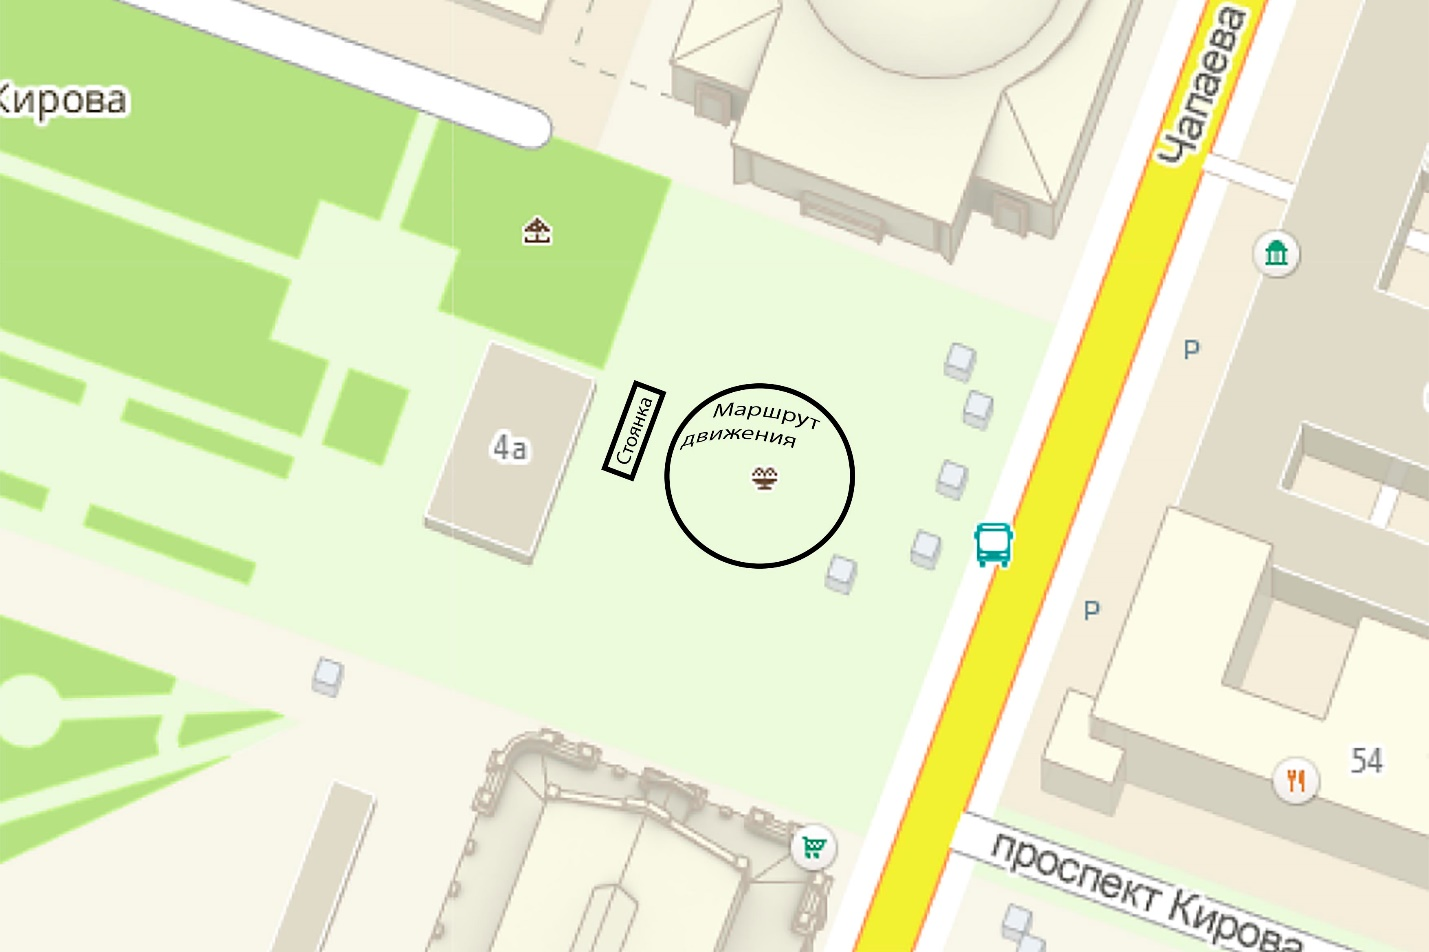 Чапаева
Кирова
P
Маршрут
движения
Стоянка
4а
P
54
проспект Кирова